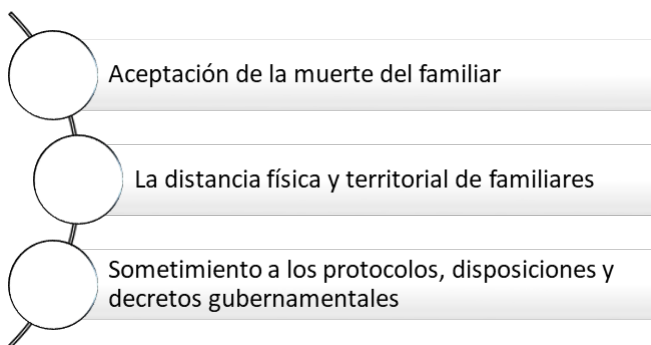 Aceptación de la muerte del familiar
La distancia física y territorial de familiares
Sometimiento a los protocolos, disposiciones y
decretos gubernamentales